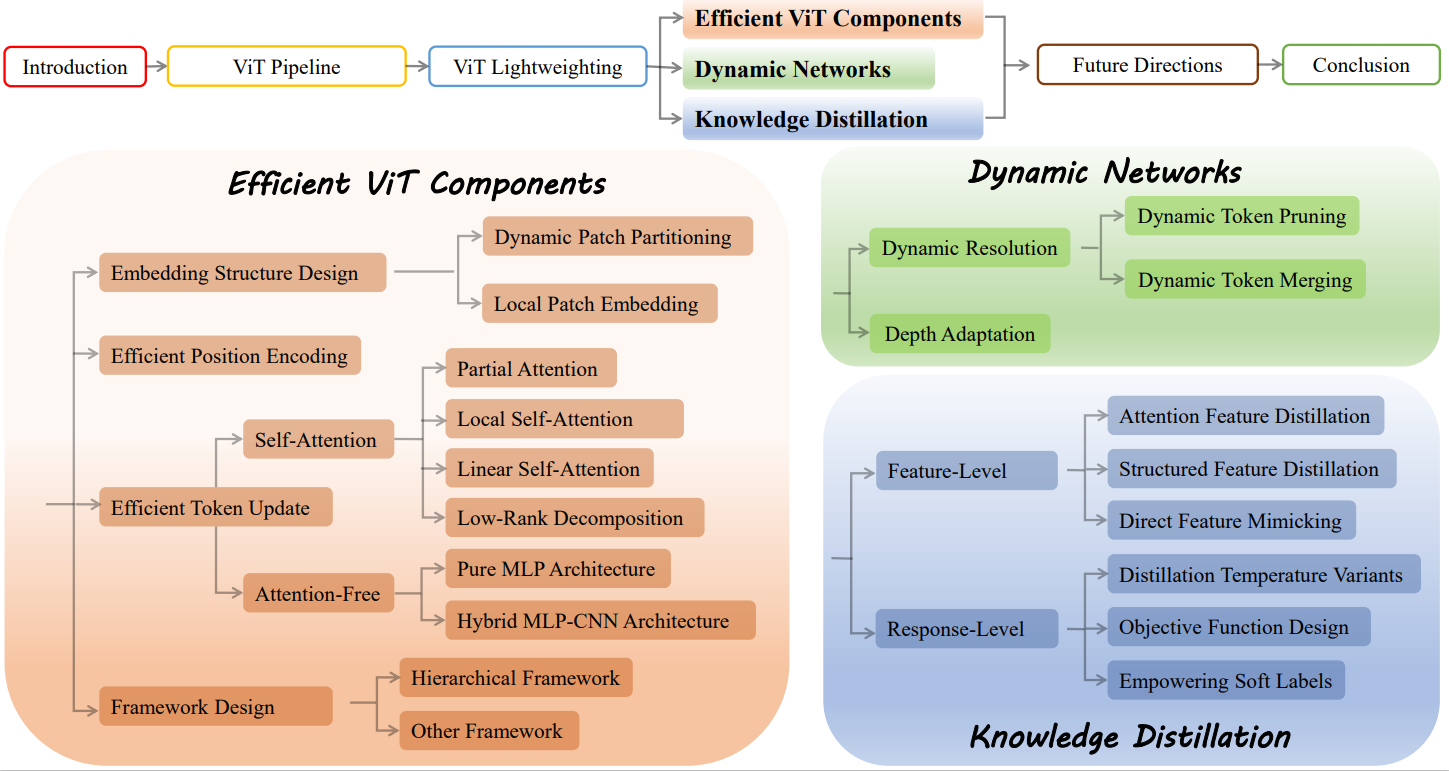 Introduction
ViT Pipeline
ViT Lightweighting
Efficient ViT Components
Dynamic Networks
Knowledge Distillation
Future Directions
Conclusion
Efficient ViT Components
Embedding Structure Design
Dynamic Patch Partitioning
Local Patch Embedding
Efficient Position Encoding
Efficient Token Update
Self-Attention
Partial Attention
Local Self-Attention
Linear Self-Attention
Low-Rank Decomposition
Attention-Free
Pure MLP Architecture
Hybrid MLP-CNN Architecture
Framework Design
Hierarchical Framework
Other Framework
Dynamic Networks
Dynamic Resolution
Dynamic Token Pruning
Dynamic Token Merging
Depth Adaptation
Feature-Level
Attention Feature Distillation
Structured Feature Distillation
Direct Feature Mimicking
Response-Level
Distillation Temperature Variants
Objective Function Design
Empowering Soft Labels
Knowledge Distillation